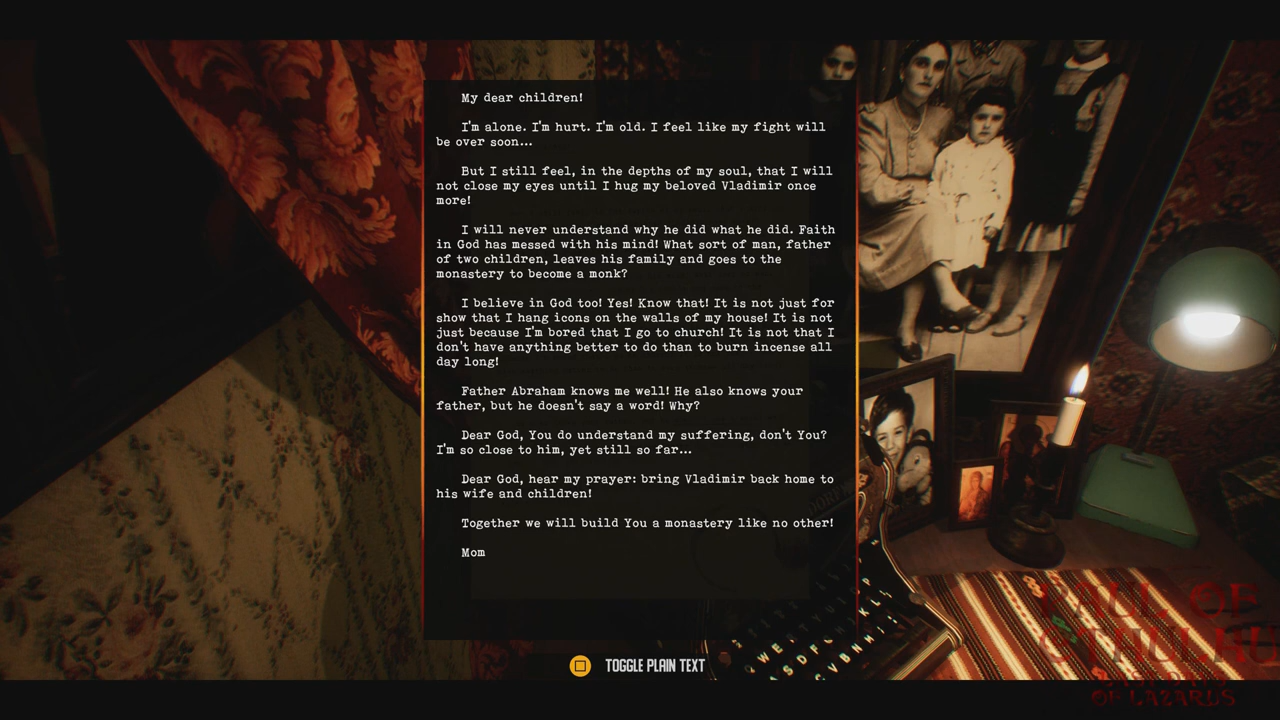 My dear children!
I'm alone. I'm hurt. I'm old. I feel like my fight will
be over soon...
But I still feel, in the depths of my soul, that I will
not close my eyes until I hug my beloved Vladimir once
more!
I will never understand why he did what he did. Faith
in God has messed with his mind! What sort of man, father
of two children, leaves his family and goes to the
monastery to become a monk?
I believe in God too! Yes! Know that! It is not just for
show that I hang icons on the walls of my house! It is not
just because I'm bored that I go to church! It is not that I
don't have anything better to do than to burn incense all
day long!
Father Abraham knows me well! He also knows your
father, but he doesn't say a word! Why?
Dear God, You do understand my suffering, don't You?
I'm so close to him, yet still so far...
Dear God, hear my prayer: bring Vladimir back home to
his wife and children!
Together we will build You a monastery like no other!
Mom
TOGGLE PLAIN TEXT
OF LAZARUS